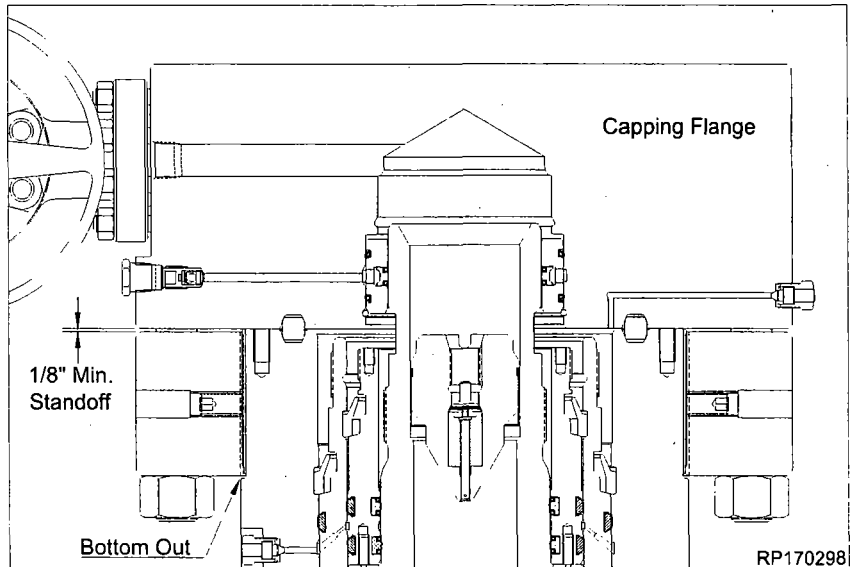 Capping Flange
1/8" Min.
Standoff
Bottom Out
RP170298